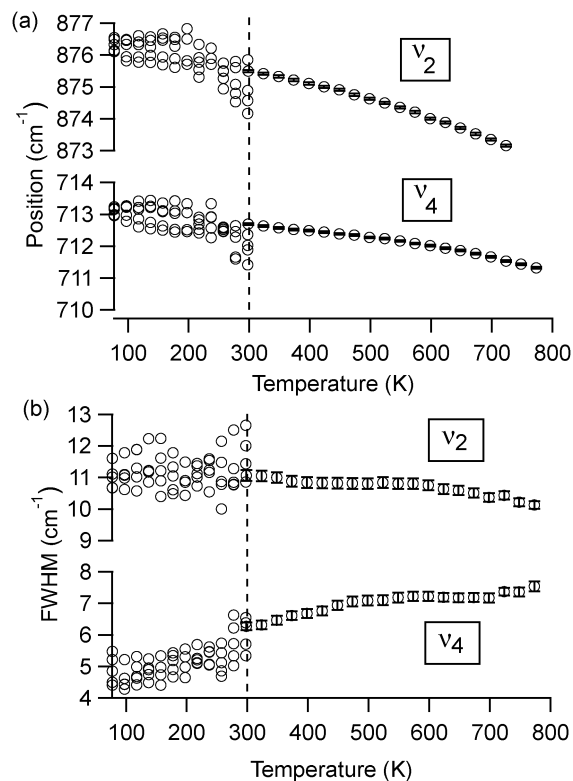 (a)
877
876
875
874
873
ν2
714
713
712
711
710
ν4
Position (cm-1)
100 200 300 400 500 600 700 800
Temperature (K)
(b)
13
12
11
10
9
ν2
8
7
6
5
4
ν4
FWHM (cm-1)
100 200 300 400 500 600 700 800
Temperature (K)